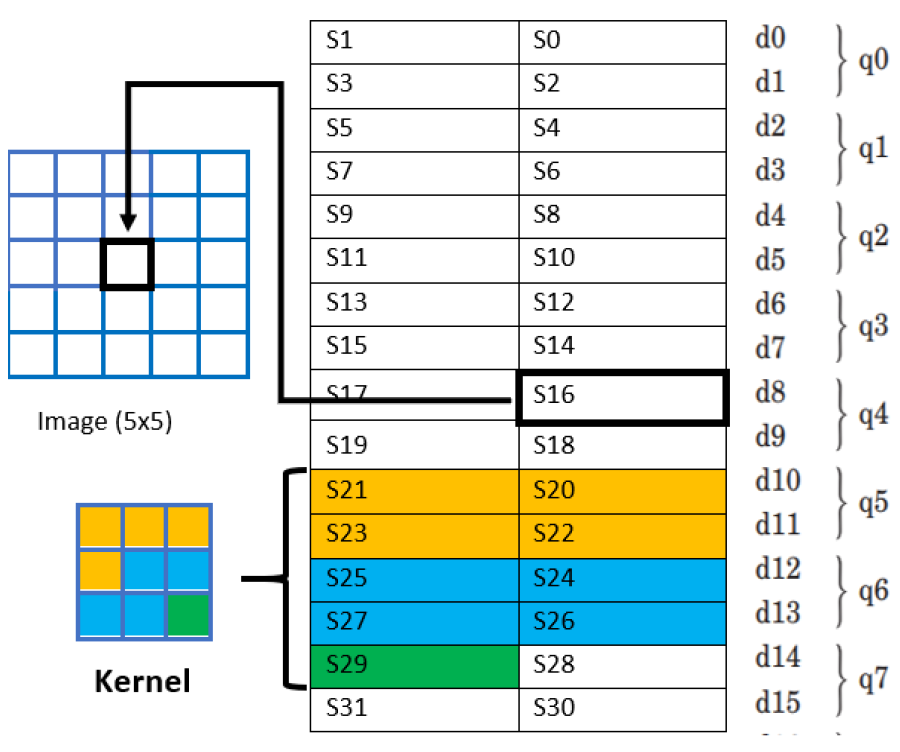 S1 S0 d0
q0
S3 S2 d1
S5 S4 d2
q1
S7 S6 d3
S9 S8 d4
q2
S11 S10 d5
S13 S12 d6
q3
S15 S14 d7
S17 S16 d8
q4
Image (5x5)
S19 S18 d9
S21 S20 d10
q5
S23 S22 d11
S25 S24 d12
q6
S27 S26 d13
S29 S28 d14
q7
Kernel
S31 S30 d15